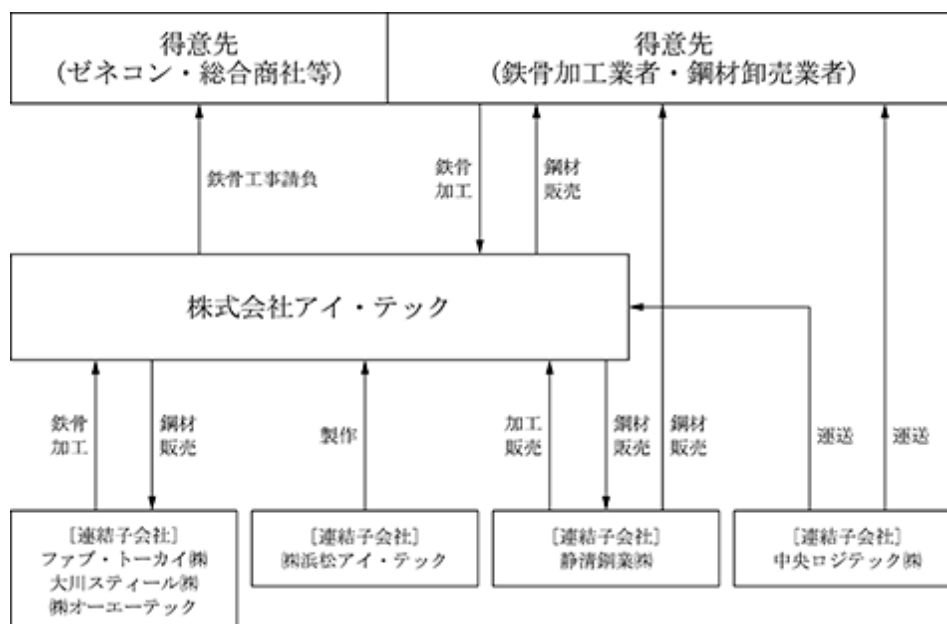 得意先
(ゼネコン・総合商社等)
得意先
(鉄骨加工業者・鋼材卸売業者)
鉄骨工事請負
鉄骨
加工
鋼材
販売
株式会社アイ・テック
鉄骨
加工
鋼材
販売
製作
加工
販売
鋼材
販売
鋼材
販売
運送
運送
[連結子会社]
ファブ・トーカイ㈱
大川スティール㈱
㈱オーエーテック
[連結子会社]
㈱浜松アイ・テック
[連結子会社]
静清鋼業㈱
[連結子会社]
中央ロジテック㈱